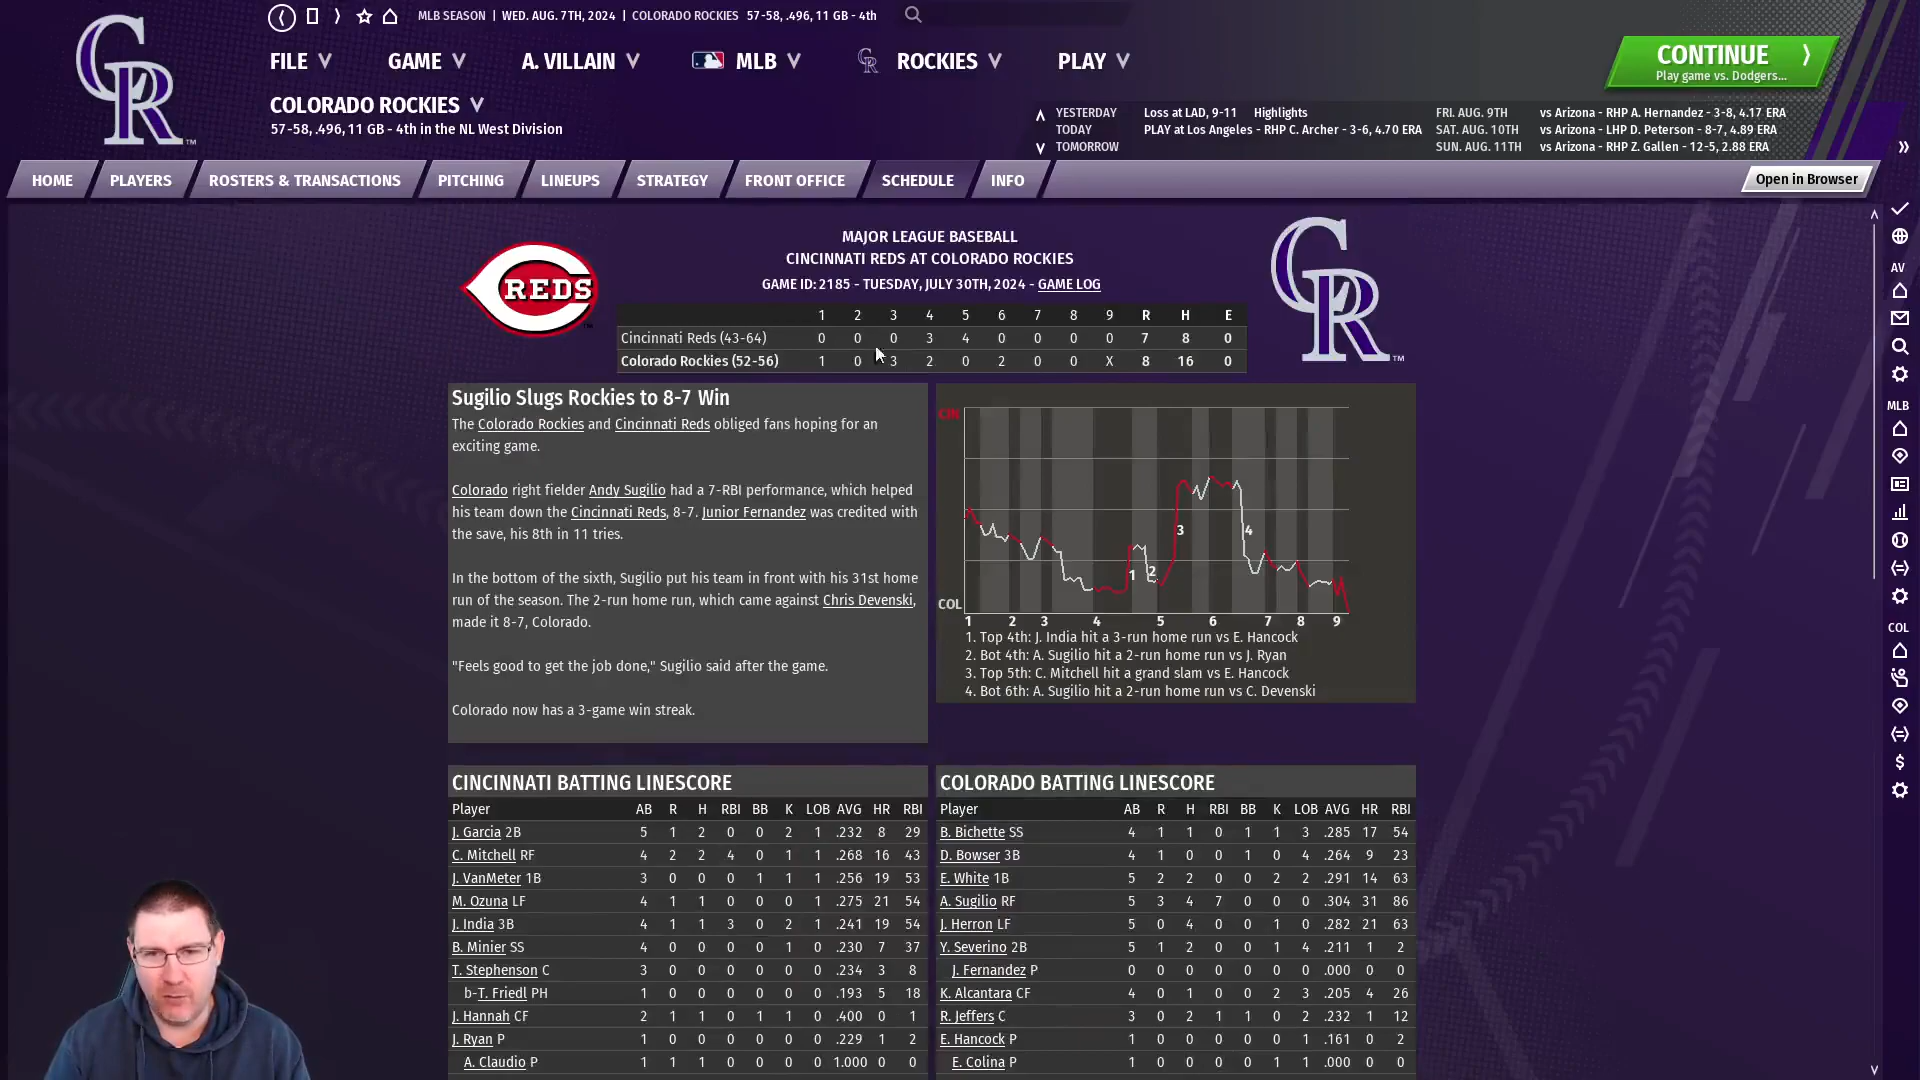 MLB SEASON | WED. AUG. 7TH, 2024 | COLORADO ROCKIES 57-58, .496, 11 GB - 4th
FILE GAME A. VILLAIN MLB ROCKIES PLAY
CONTINUE
Play game vs. Dodgers...
COLORADO ROCKIES
57-58, .496, 11 GB - 4th in the NL West Division
YESTERDAY Loss at LAD, 9-11 Highlights
TODAY PLAY at Los Angeles - RHP C. Archer - 3-6, 4.70 ERA
TOMORROW
FRI. AUG. 9TH vs Arizona - RHP A. Hernandez - 3-8, 4.17 ERA
SAT. AUG. 10TH vs Arizona - LHP D. Peterson - 8-7, 4.89 ERA
SUN. AUG. 11TH vs Arizona - RHP Z. Gallen - 12-5, 2.88 ERA
HOME PLAYERS ROSTERS & TRANSACTIONS PITCHING LINEUPS STRATEGY FRONT OFFICE SCHEDULE INFO
Open in Browser
REDS
CR
MAJOR LEAGUE BASEBALL
CINCINNATI REDS AT COLORADO ROCKIES
GAME ID: 2185 - TUESDAY, JULY 30TH, 2024 - GAME LOG
1 2 3 4 5 6 7 8 9 R H E
Cincinnati Reds (43-64) 0 0 0 3 4 0 0 0 0 7 8 0
Colorado Rockies (52-56) 1 0 3 2 0 2 0 0 X 8 16 0
Sugilio Slugs Rockies to 8-7 Win
The Colorado Rockies and Cincinnati Reds obliged fans hoping for an
exciting game.
Colorado right fielder Andy Sugilio had a 7-RBI performance, which helped
his team down the Cincinnati Reds, 8-7. Junior Fernandez was credited with
the save, his 8th in 11 tries.
In the bottom of the sixth, Sugilio put his team in front with his 31st home
run of the season. The 2-run home run, which came against Chris Devenski,
made it 8-7, Colorado.
"Feels good to get the job done," Sugilio said after the game.
Colorado now has a 3-game win streak.
CIN
3 4
1 2
COL
1 2 3 4 5 6 7 8 9
1. Top 4th: J. India hit a 3-run home run vs E. Hancock
2. Bot 4th: A. Sugilio hit a 2-run home run vs J. Ryan
3. Top 5th: C. Mitchell hit a grand slam vs E. Hancock
4. Bot 6th: A. Sugilio hit a 2-run home run vs C. Devenski
CINCINNATI BATTING LINESCORE
Player AB R H RBI BB K LOB AVG HR RBI
J. Garcia 2B 5 1 2 0 0 2 1 .232 8 29
C. Mitchell RF 4 2 2 4 0 1 1 .268 16 43
J. VanMeter 1B 3 0 0 0 1 1 1 .256 19 53
M. Ozuna LF 4 1 1 0 0 0 1 .275 21 54
J. India 3B 4 1 1 3 0 2 1 .241 19 54
B. Minier SS 4 0 0 0 0 1 0 .230 7 37
T. Stephenson C 3 0 0 0 0 0 0 .234 3 8
b-T. Friedl PH 1 0 0 0 0 0 0 .193 5 18
J. Hannah CF 2 1 1 0 1 1 0 .400 0 1
J. Ryan P 1 0 0 0 0 0 0 .229 1 2
A. Claudio P 1 1 1 0 0 0 0 1.000 0 0
COLORADO BATTING LINESCORE
Player AB R H RBI BB K LOB AVG HR RBI
B. Bichette SS 4 1 1 0 1 1 3 .285 17 54
D. Bowser 3B 4 1 0 0 1 0 4 .264 9 23
E. White 1B 5 2 2 0 0 2 2 .291 14 63
A. Sugilio RF 5 3 4 7 0 0 0 .304 31 86
J. Herron LF 5 0 4 0 0 1 0 .282 21 63
Y. Severino 2B 5 1 2 0 0 1 4 .211 1 2
J. Fernandez P 0 0 0 0 0 0 0 .000 0 0
K. Alcantara CF 4 0 1 0 0 2 3 .205 4 26
R. Jeffers C 3 0 2 1 1 0 2 .232 1 12
E. Hancock P 1 0 0 0 0 0 1 .161 0 2
E. Colina P 1 0 0 0 0 1 1 .000 0 0
AV
MLB
COL